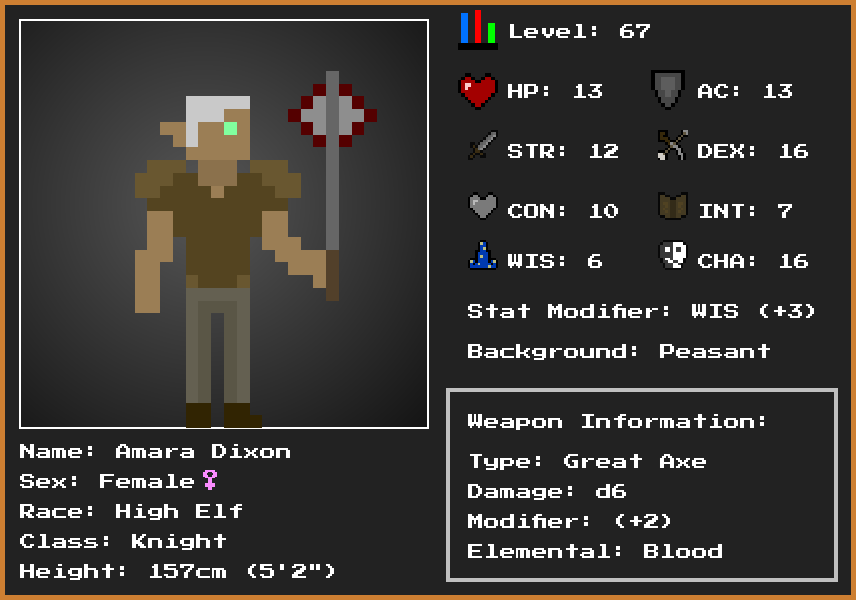 Level: 67
HP: 13 AC: 13
STR: 12 DEX: 16
CON: 10 INT: 7
WIS: 6 CHA: 16
Stat Modifier: WIS (+3)
Background: Peasant
Weapon Information:
Type: Great Axe
Damage: d6
Modifier: (+2)
Elemental: Blood
Name: Amara Dixon
Sex: Female♀
Race: High Elf
Class: Knight
Height: 157cm (5'2")